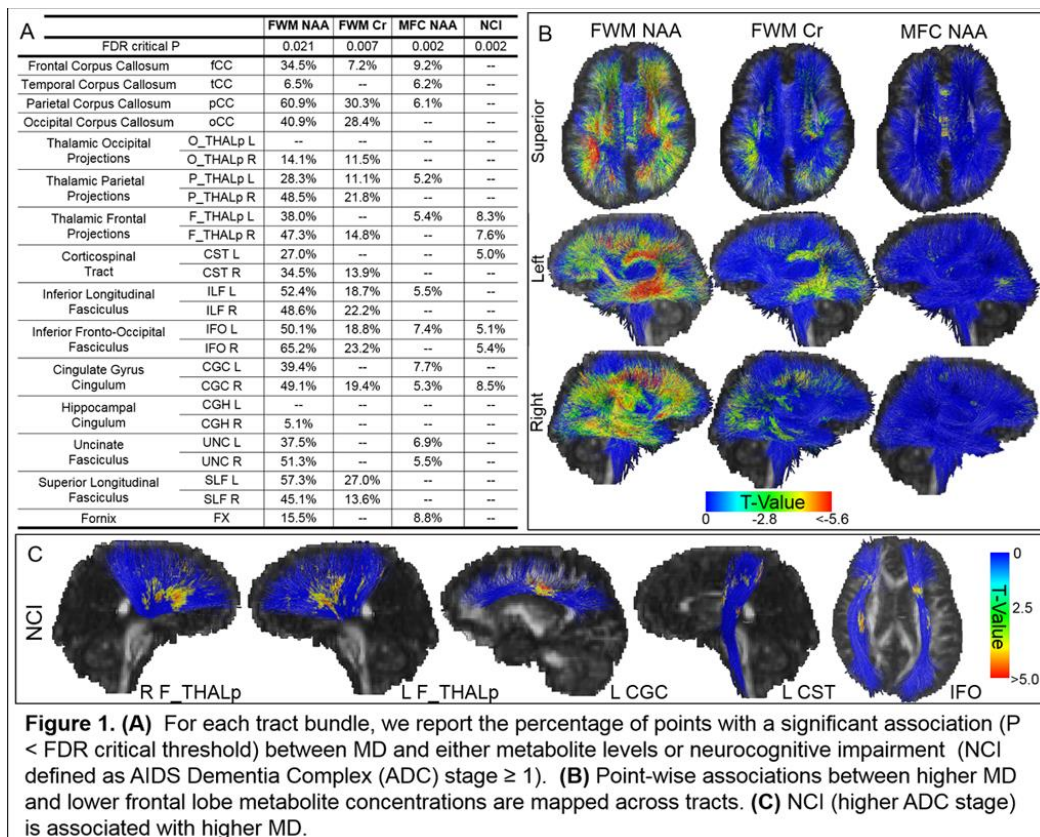 A
FWM NAA FWM Cr MFC NAA NCI
FDR critical P 0.021 0.007 0.002 0.002
Frontal Corpus Callosum fCC 34.5% 7.2% 9.2% --
Temporal Corpus Callosum tCC 6.5% -- 6.2% --
Parietal Corpus Callosum pCC 60.9% 30.3% 6.1% --
Occipital Corpus Callosum oCC 40.9% 28.4% -- --
Thalamic Occipital Projections O_THALp L -- -- -- --
O_THALp R 14.1% 11.5% -- --
Thalamic Parietal Projections P_THALp L 28.3% 11.1% 5.2% --
P_THALp R 48.5% 21.8% -- --
Thalamic Frontal Projections F_THALp L 38.0% -- 5.4% 8.3%
F_THALp R 47.3% 14.8% -- 7.6%
Corticospinal Tract CST L 27.0% -- -- 5.0%
CST R 34.5% 13.9% -- --
Inferior Longitudinal Fasciculus ILF L 52.4% 18.7% 5.5% --
ILF R 48.6% 22.2% -- --
Inferior Fronto-Occipital Fasciculus IFO L 50.1% 18.8% 7.4% 5.1%
IFO R 65.2% 23.2% -- 5.4%
Cingulate Gyrus Cingulum CGC L 39.4% -- 7.7% --
CGC R 49.1% 19.4% 5.3% 8.5%
Hippocampal Cingulum CGH L -- -- -- --
CGH R 5.1% -- -- --
Uncinate Fasciculus UNC L 37.5% -- 6.9% --
UNC R 51.3% -- 5.5% --
Superior Longitudinal Fasciculus SLF L 57.3% 27.0% -- --
SLF R 45.1% 13.6% -- --
Fornix FX 15.5% -- 8.8% --
B
FWM NAA FWM Cr MFC NAA
Superior
Left
Right
T-Value
0 -2.8 <-5.6
C
NCI
R F_THALp
L F_THALp
L CGC
L CST
IFO
T-Value
0
2.5
>5.0
Figure 1. (A) For each tract bundle, we report the percentage of points with a significant association (P
< FDR critical threshold) between MD and either metabolite levels or neurocognitive impairment (NCI
defined as AIDS Dementia Complex (ADC) stage ≥ 1). (B) Point-wise associations between higher MD
and lower frontal lobe metabolite concentrations are mapped across tracts. (C) NCI (higher ADC stage)
is associated with higher MD.